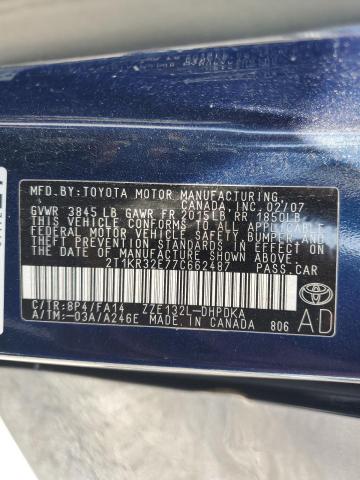 MFD.BY:TOYOTA MOTOR MANUFACTURING
CANADA, INC. 02/07
GVWR 3845LB GAWR FR 2015LB RR 1850LB
THIS VEHICLE CONFORMS TO ALL APPLICABLE
FEDERAL MOTOR VEHICLE SAFETY, BUMPER, AND
THEFT PREVENTION STANDARDS IN EFFECT ON
THE DATE OF MANUFACTURE SHOWN ABOVE.
2T1KR32E77C662487 PASS.CAR
C/TR:8P4/FA14 ZZE132L-DHPDKA
A/TM:-03A/A246E MADE IN CANADA 806
AD
TOYOTA